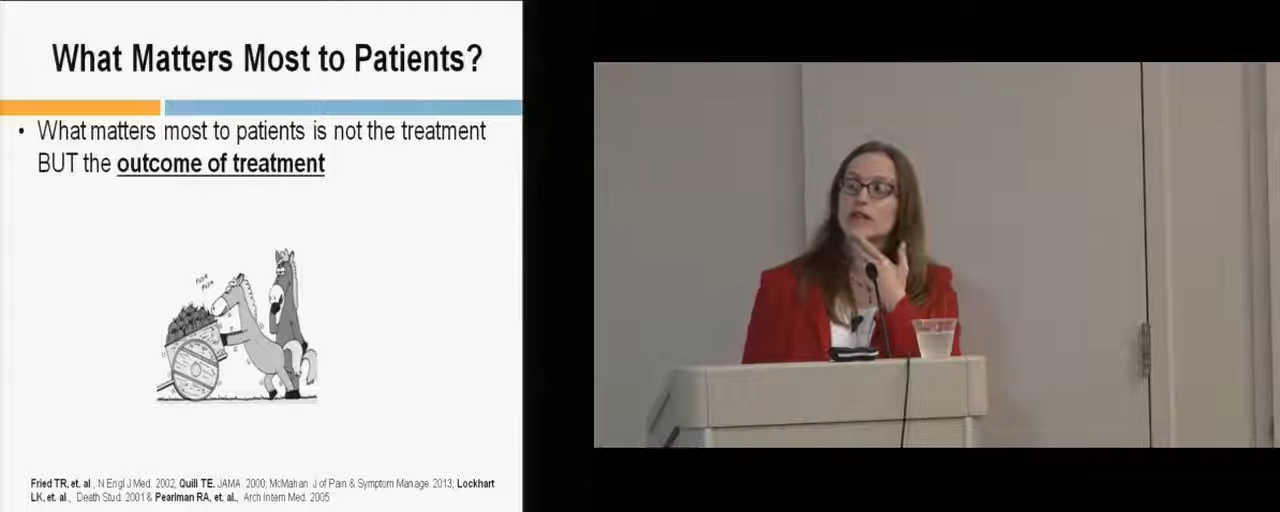 What Matters Most to Patients?
• What matters most to patients is not the treatment
BUT the outcome of treatment
Fried TR, et. al., N Engl J Med. 2002, Quill TE. JAMA 2000; McMahan J of Pain & Symptom Manage 2013; Lockhart
LK, et. al., Death Stud. 2001 & Pearlman RA, et. al., Arch Intern Med. 2005